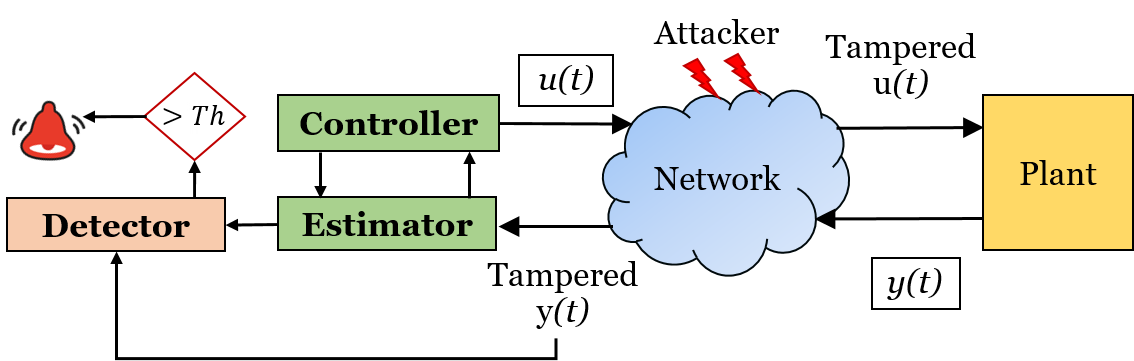 Attacker
Tampered
u(t)
u(t)
> Th
Controller
Network
Plant
Detector
Estimator
Tampered
y(t)
y(t)